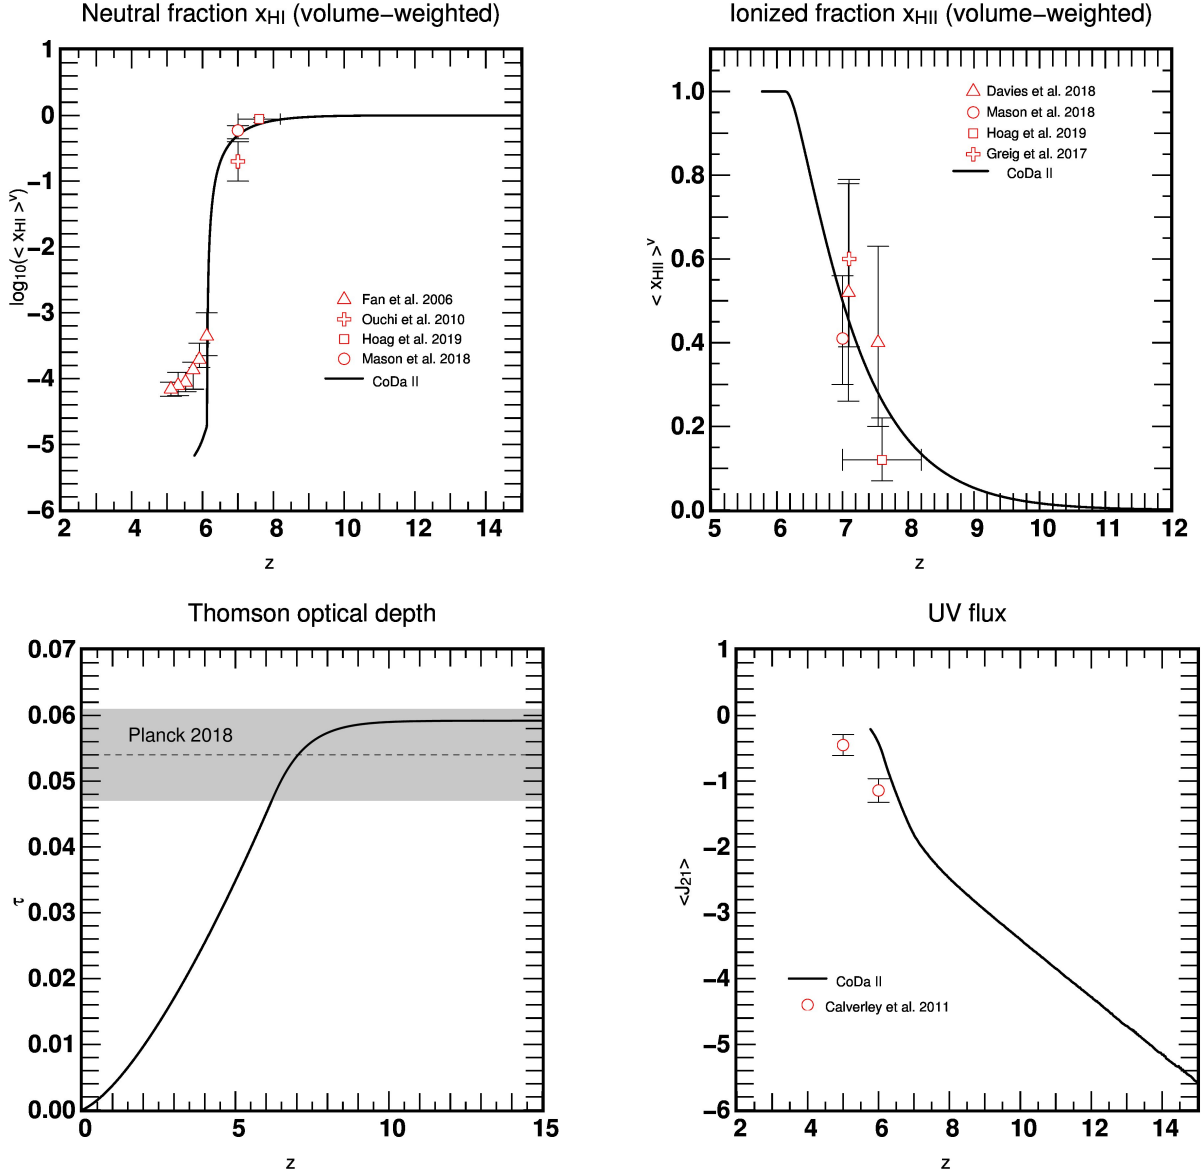 Neutral fraction xHI (volume−weighted)
1
0
−1
−2
−3
−4
−5
−6
log10(< xHI >v)
Fan et al. 2006
Ouchi et al. 2010
Hoag et al. 2019
Mason et al. 2018
CoDa II
2 4 6 8 10 12 14
z
Ionized fraction xHII (volume−weighted)
1.0
0.8
0.6
0.4
0.2
0.0
< xHII >v
Davies et al. 2018
Mason et al. 2018
Hoag et al. 2019
Greig et al. 2017
CoDa II
5 6 7 8 9 10 11 12
z
Thomson optical depth
0.07
0.06
0.05
0.04
0.03
0.02
0.01
0.00
τ
Planck 2018
0 5 10 15
z
UV flux
1
0
−1
−2
−3
−4
−5
−6
<J21>
CoDa II
Calverley et al. 2011
2 4 6 8 10 12 14
z